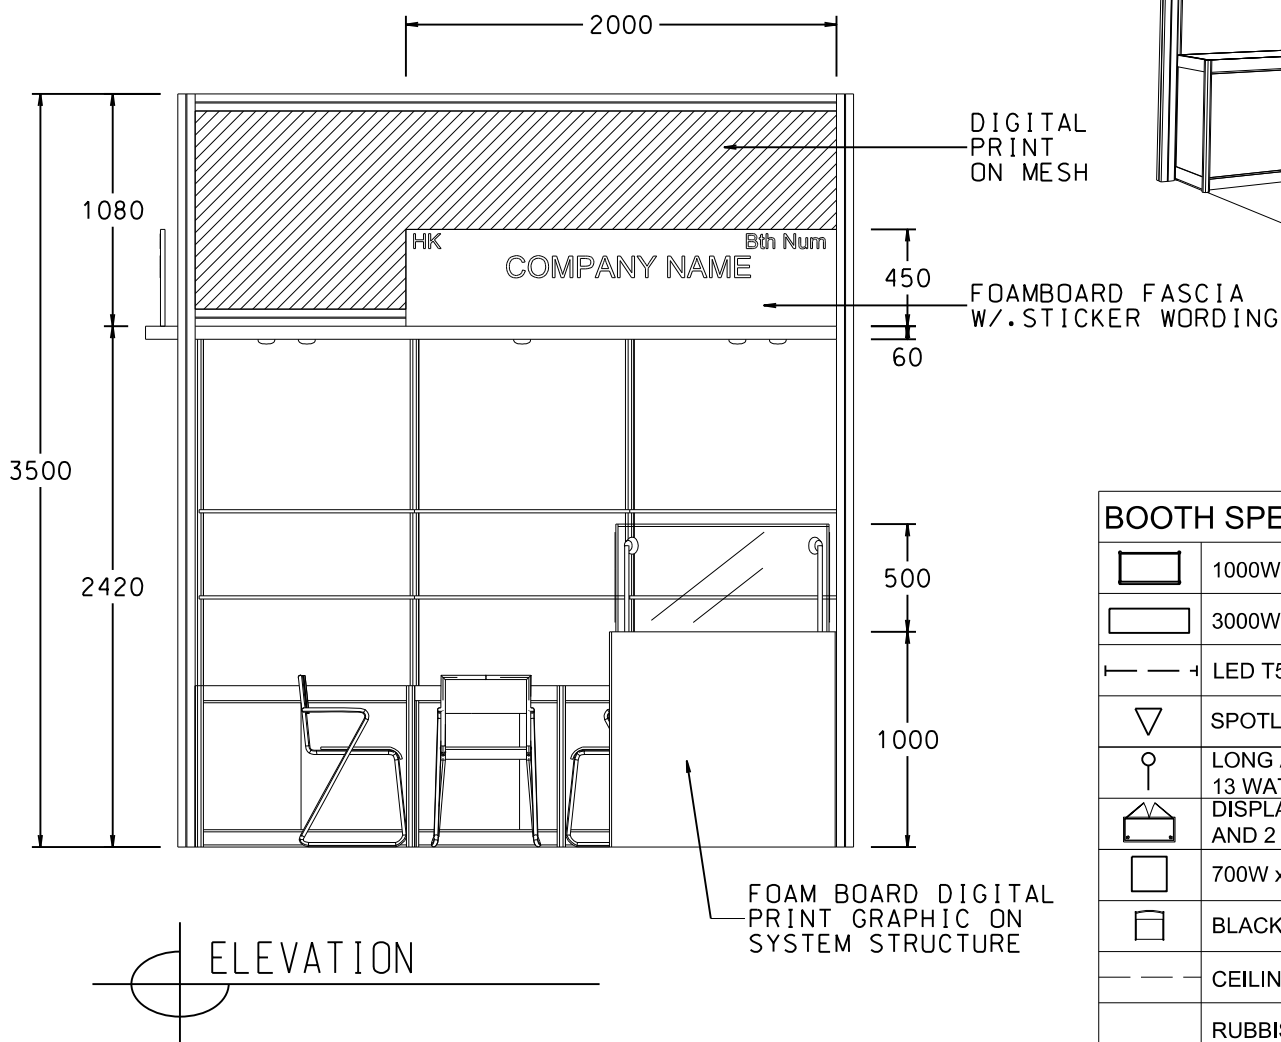 2000
DIGITAL
PRINT
ON MESH
1080
HK
Bth Num
COMPANY NAME
450
FOAMBOARD FASCIA
W/.STICKER WORDING
60
3500
2420
500
1000
FOAM BOARD DIGITAL
PRINT GRAPHIC ON
SYSTEM STRUCTURE
ELEVATION
BOOTH SPE
1000W
3000W
LED T5
SPOTL
LONG
13 WAT
DISPLA
AND 2
700W x
BLACK
CEILIN
RUBBIS